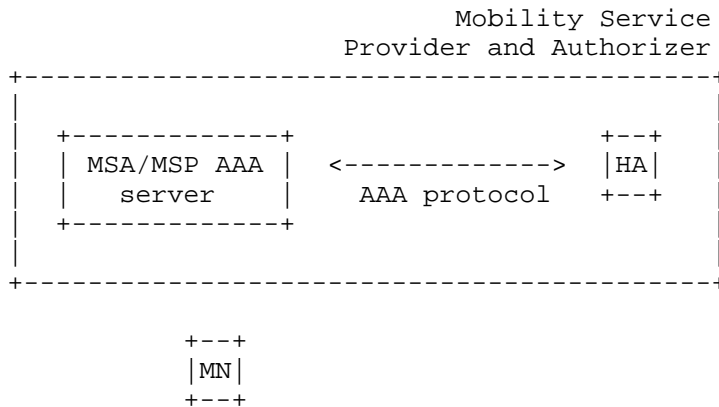 Mobility Service
Provider and Authorizer
+-------------------------------------------+
|                                           |
|  +-------------+                   +--+   |
|  | MSA/MSP AAA |  <------------->  |HA|   |
|  |   server    |    AAA protocol   +--+   |
|  +-------------+                          |
|                                           |
+-------------------------------------------+
+--+
|MN|
+--+